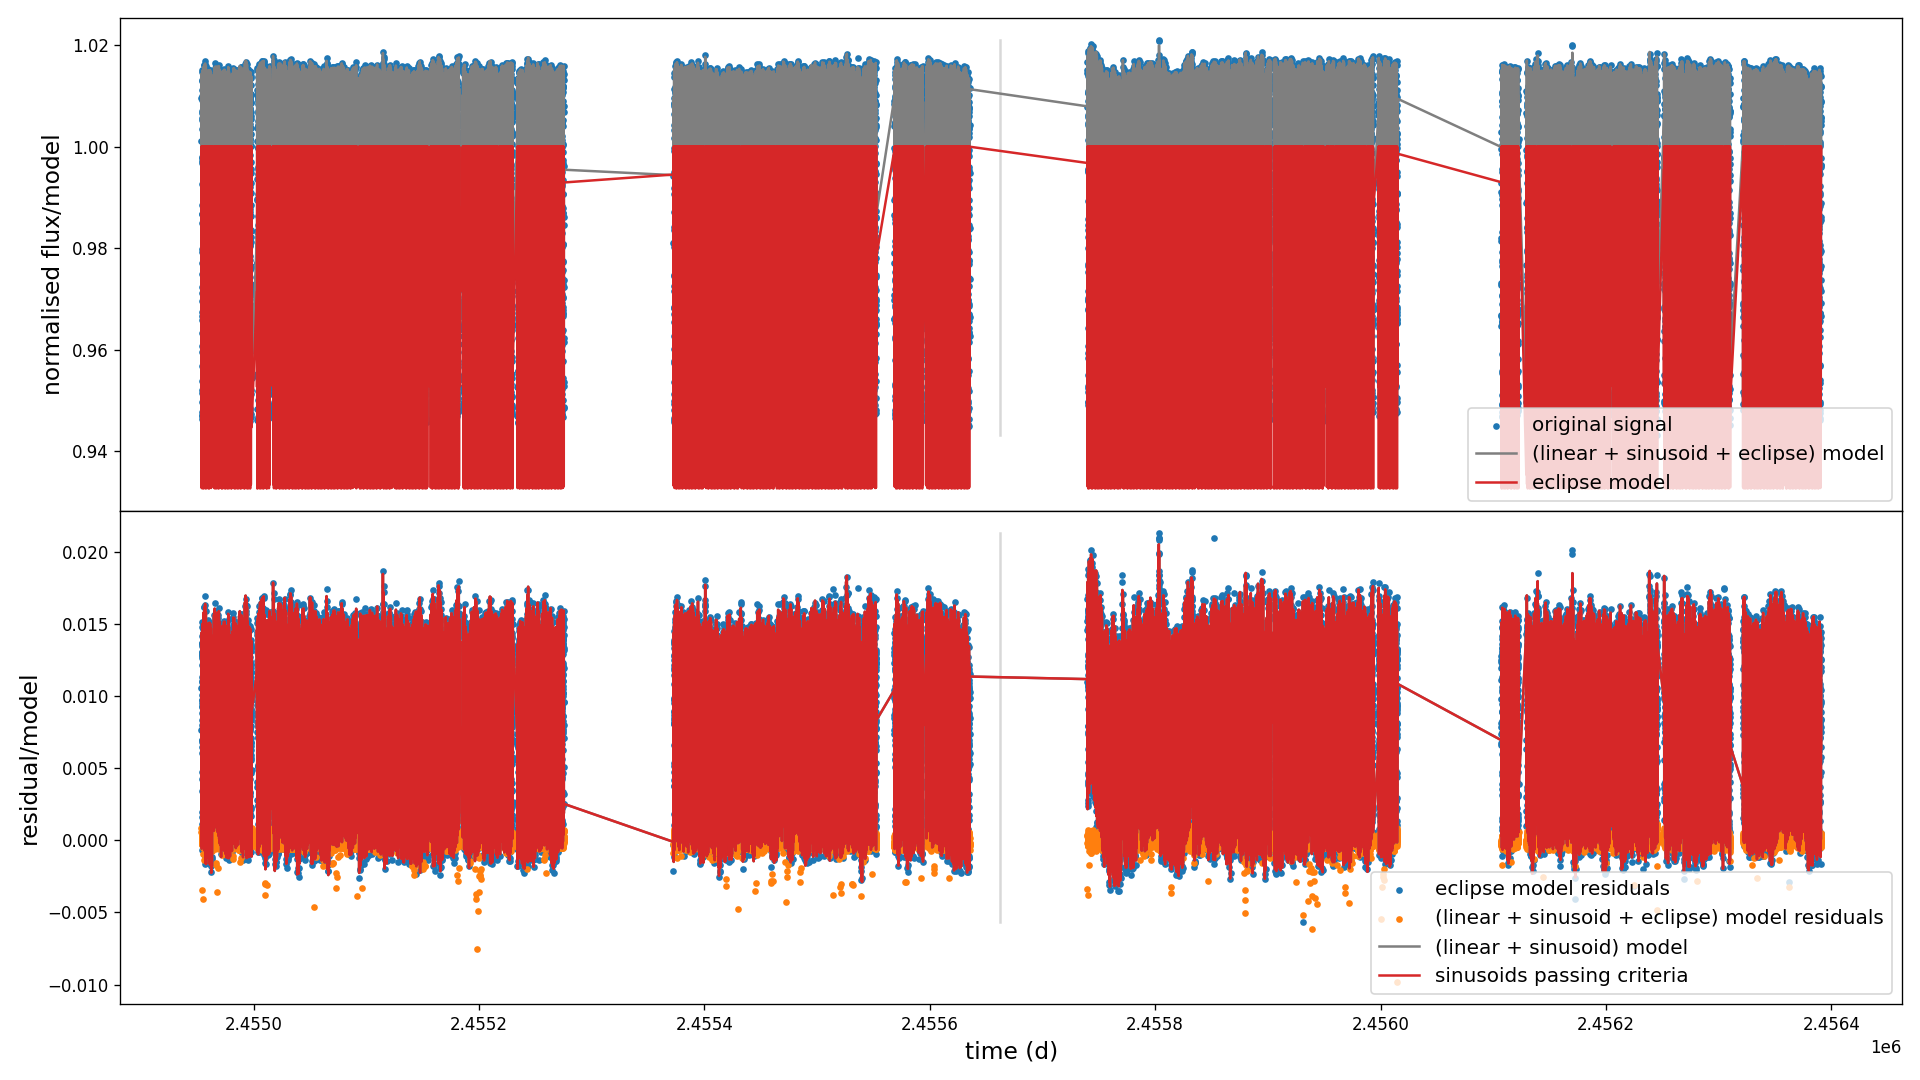 normalised flux/model
1.02
1.00
0.98
0.96
0.94
original signal
(linear + sinusoid + eclipse) model
eclipse model
residual/model
0.020
0.015
0.010
0.005
0.000
−0.005
−0.010
eclipse model residuals
(linear + sinusoid + eclipse) model residuals
(linear + sinusoid) model
sinusoids passing criteria
2.4550 2.4552 2.4554 2.4556 2.4558 2.4560 2.4562 2.4564
1e6
time (d)